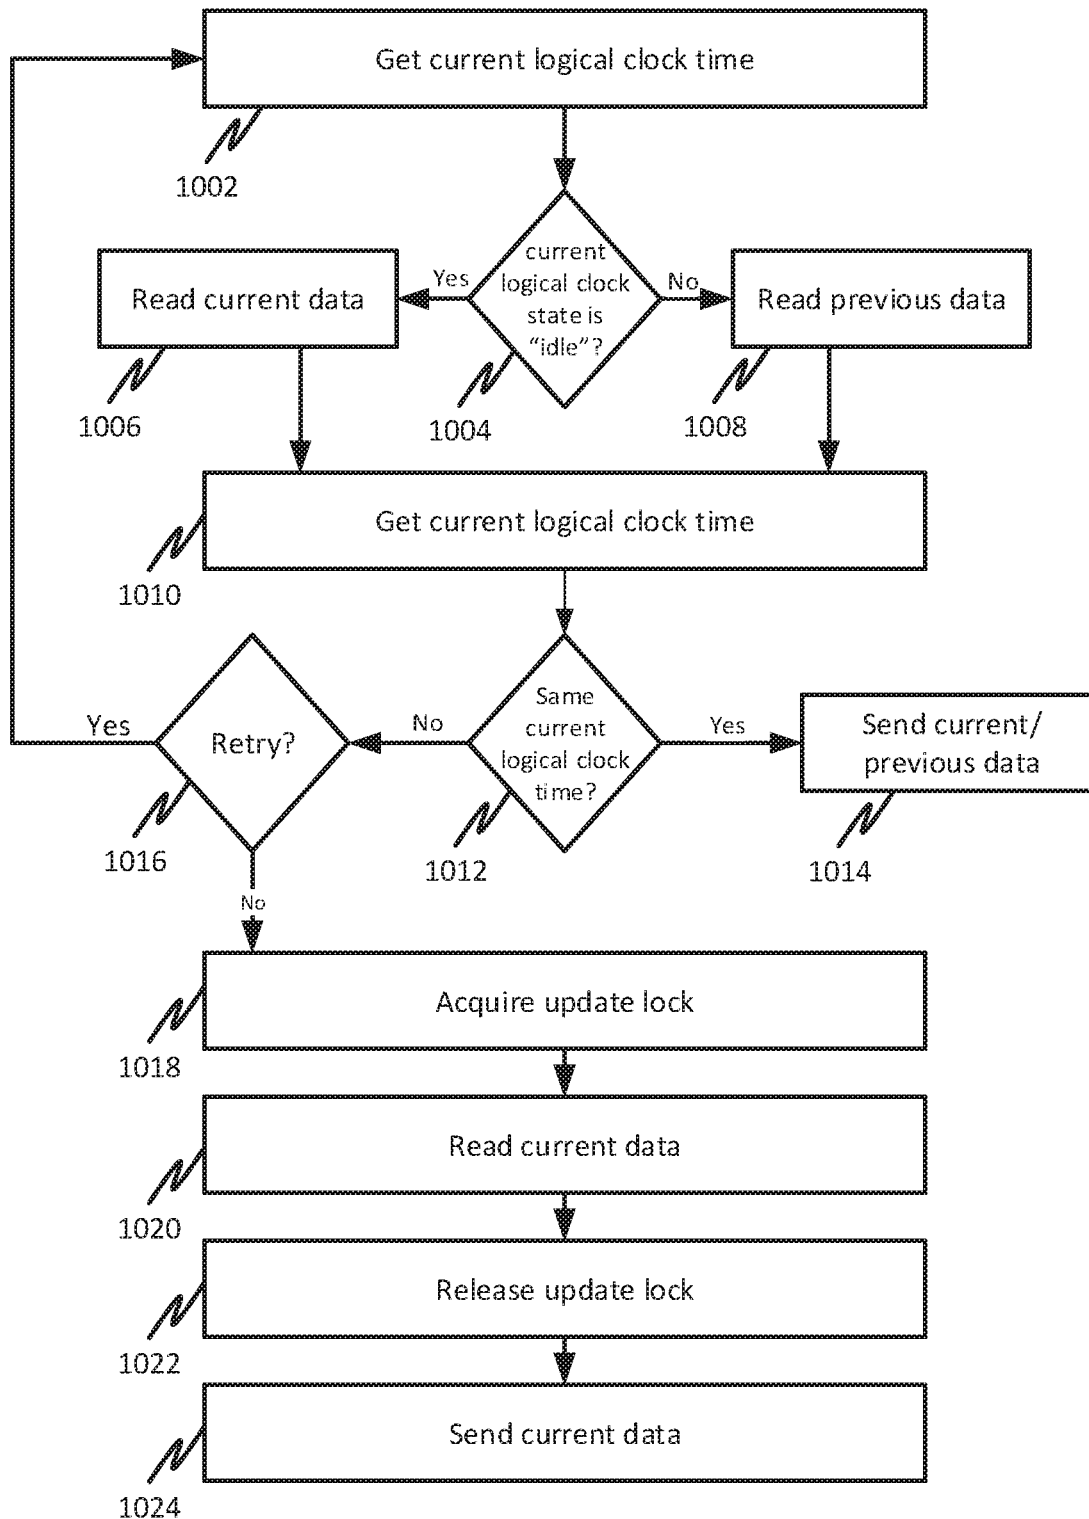 Get current logical clock time
1002
current
logical clock
state is
"idle"?
Yes
No
Read current data
Read previous data
1006
1004
1008
Get current logical clock time
1010
Same
current
logical clock
time?
No
Yes
Retry?
Yes
Send current/
previous data
1016
1012
1014
No
Acquire update lock
1018
Read current data
1020
Release update lock
1022
Send current data
1024